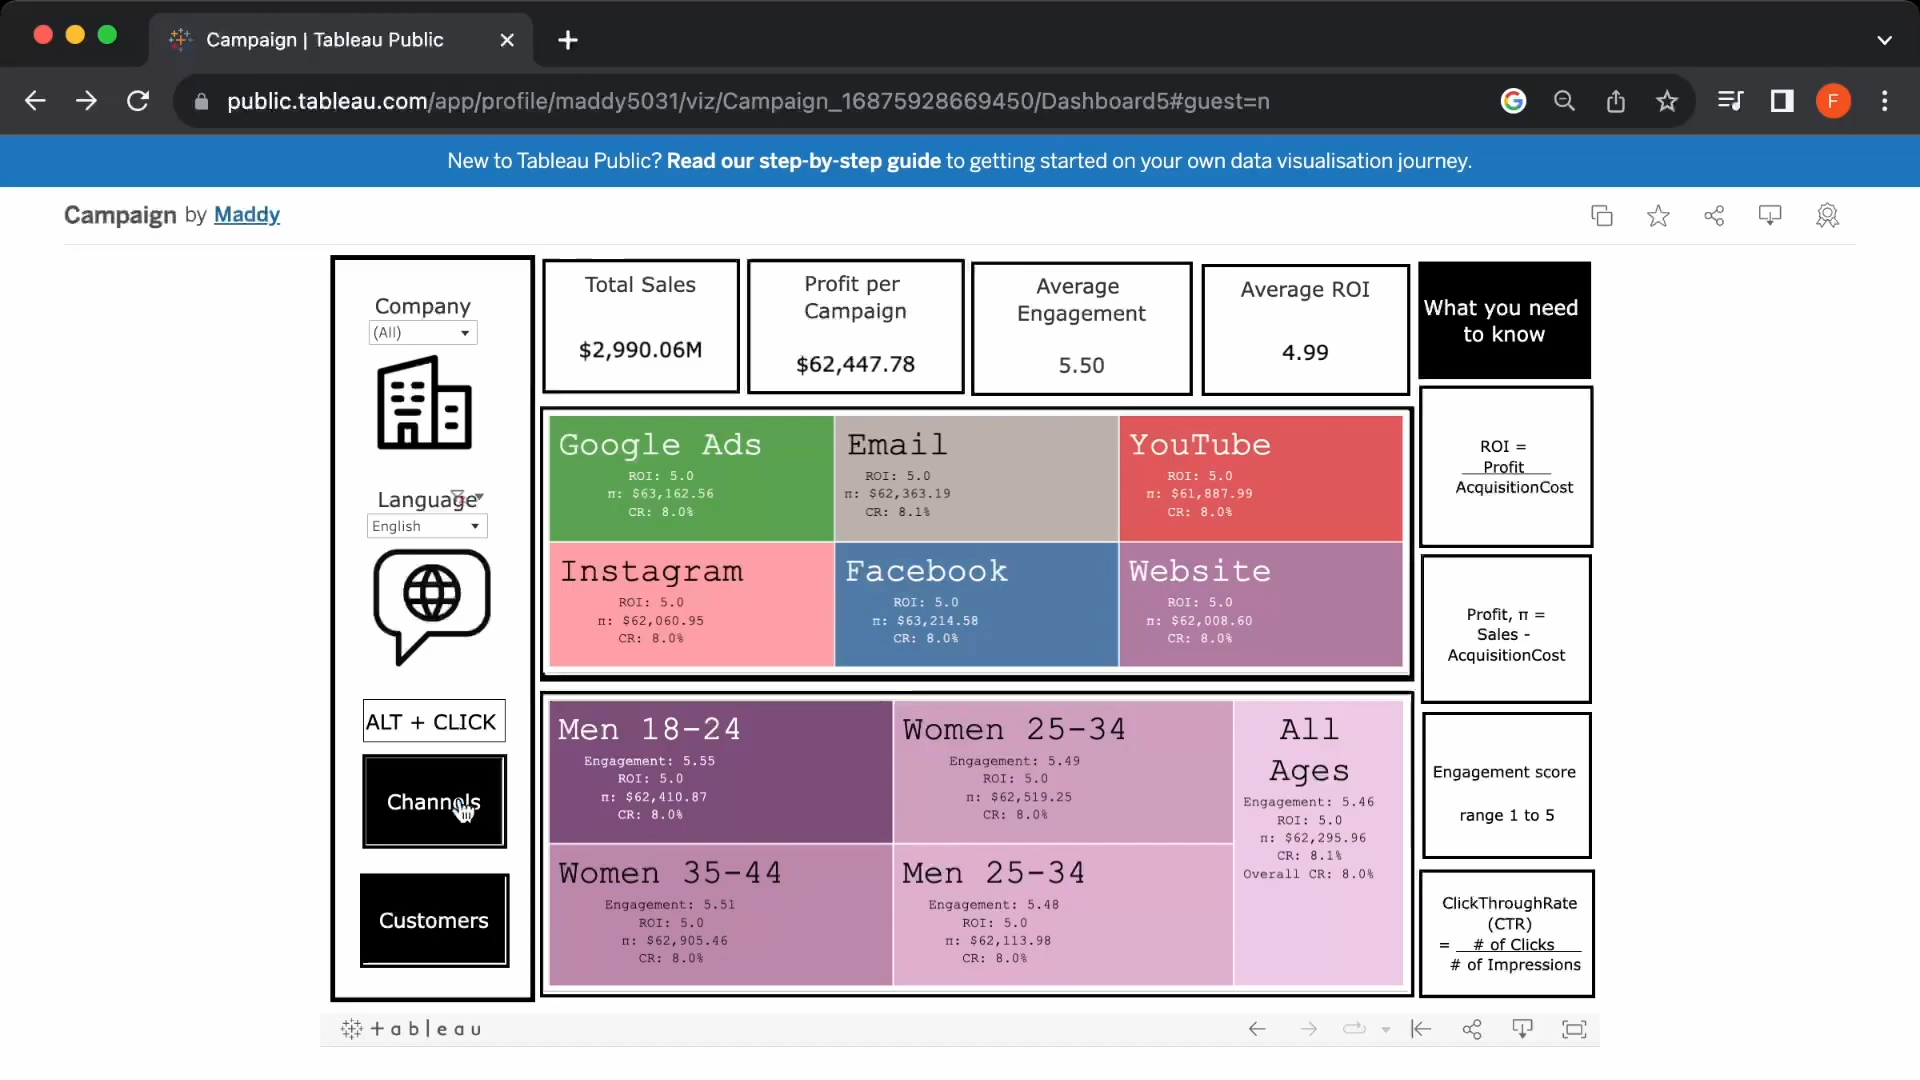 Campaign | Tableau Public
public.tableau.com/app/profile/maddy5031/viz/Campaign_16875928669450/Dashboard5#guest=n
F
New to Tableau Public? Read our step-by-step guide to getting started on your own data visualisation journey.
Campaign by Maddy
Company
(All)
Language
English
ALT + CLICK
Channels
Customers
Total Sales
$2,990.06M
Profit per
Campaign
$62,447.78
Average
Engagement
5.50
Average ROI
4.99
Google Ads
ROI: 5.0
π: $63,162.56
CR: 8.0%
Email
ROI: 5.0
π: $62,363.19
CR: 8.1%
YouTube
ROI: 5.0
π: $61,887.99
CR: 8.0%
Instagram
ROI: 5.0
π: $62,060.95
CR: 8.0%
Facebook
ROI: 5.0
π: $63,214.58
CR: 8.0%
Website
ROI: 5.0
π: $62,008.60
CR: 8.0%
Men 18-24
Engagement: 5.55
ROI: 5.0
π: $62,410.87
CR: 8.0%
Women 25-34
Engagement: 5.49
ROI: 5.0
π: $62,519.25
CR: 8.0%
All
Ages
Engagement: 5.46
ROI: 5.0
π: $62,295.96
CR: 8.1%
Overall CR: 8.0%
Women 35-44
Engagement: 5.51
ROI: 5.0
π: $62,905.46
CR: 8.0%
Men 25-34
Engagement: 5.48
ROI: 5.0
π: $62,113.98
CR: 8.0%
What you need
to know
ROI =
Profit
AcquisitionCost
Profit, π =
Sales -
AcquisitionCost
Engagement score
range 1 to 5
ClickThroughRate
(CTR)
= # of Clicks
# of Impressions
+ableau